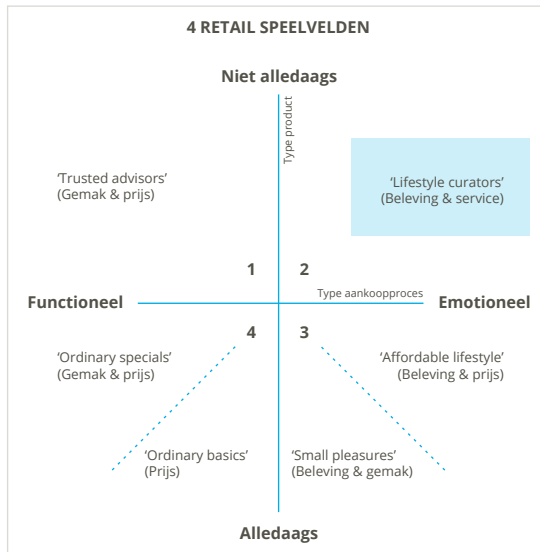 4 RETAIL SPEELVELDEN
Niet alledaags
Type product
‘Trusted advisors’
(Gemak & prijs)
‘Lifestyle curators’
(Beleving & service)
1
2
Functioneel
Type aankoopproces
Emotioneel
4
3
‘Ordinary specials’
(Gemak & prijs)
‘Affordable lifestyle’
(Beleving & prijs)
‘Ordinary basics’
(Prijs)
‘Small pleasures’
(Beleving & gemak)
Alledaags